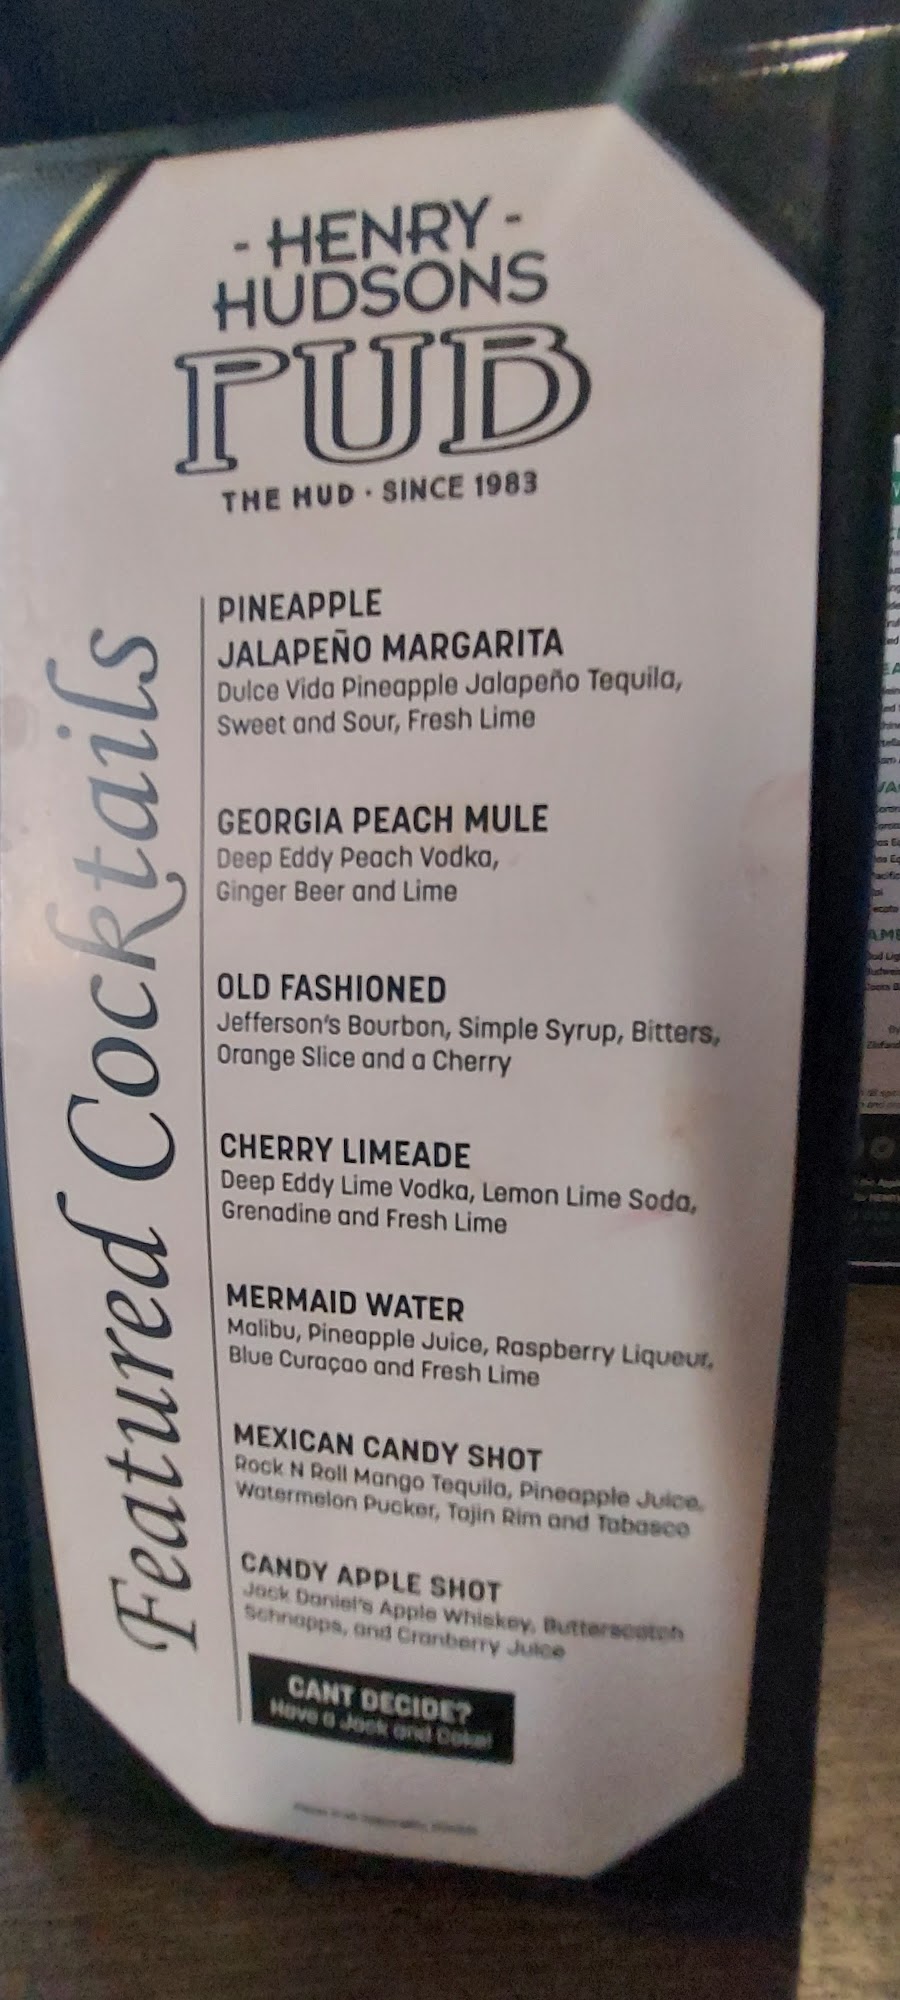 - HENRY -
HUDSONS
PUB
THE HUD · SINCE 1983
Featured Cocktails
PINEAPPLE
JALAPEÑO MARGARITA
Dulce Vida Pineapple Jalapeño Tequila,
Sweet and Sour, Fresh Lime
GEORGIA PEACH MULE
Deep Eddy Peach Vodka,
Ginger Beer and Lime
OLD FASHIONED
Jefferson's Bourbon, Simple Syrup, Bitters,
Orange Slice and a Cherry
CHERRY LIMEADE
Deep Eddy Lime Vodka, Lemon Lime Soda,
Grenadine and Fresh Lime
MERMAID WATER
Malibu, Pineapple Juice, Raspberry Liqueur,
Blue Curaçao and Fresh Lime
MEXICAN CANDY SHOT
Rock N Roll Mango Tequila, Pineapple Juice,
Watermelon Pucker, Tajin Rim and Tabasco
CANDY APPLE SHOT
Jack Daniel's Apple Whiskey, Butterscotch
Schnapps, and Cranberry Juice
CANT DECIDE?
Have a Jack and Coke!